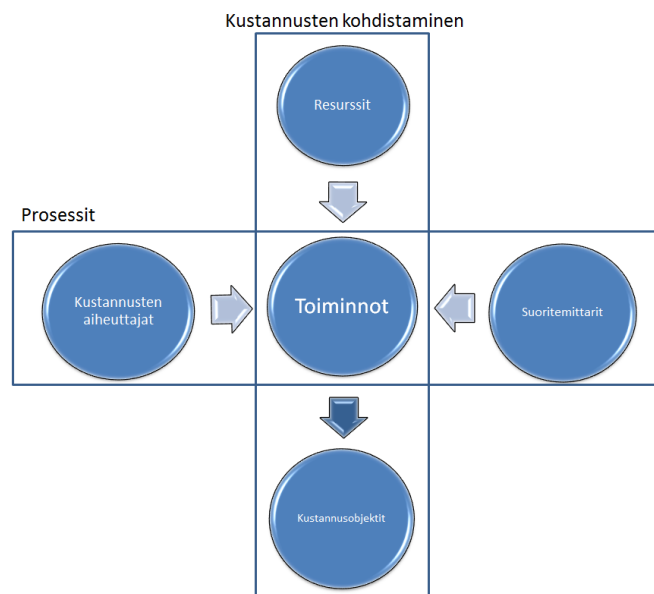 Kustannusten kohdistaminen
Resurssit
Prosessit
Kustannusten
aiheuttajat
Toiminnot
Suoritemittarit
Kustannusobjektit